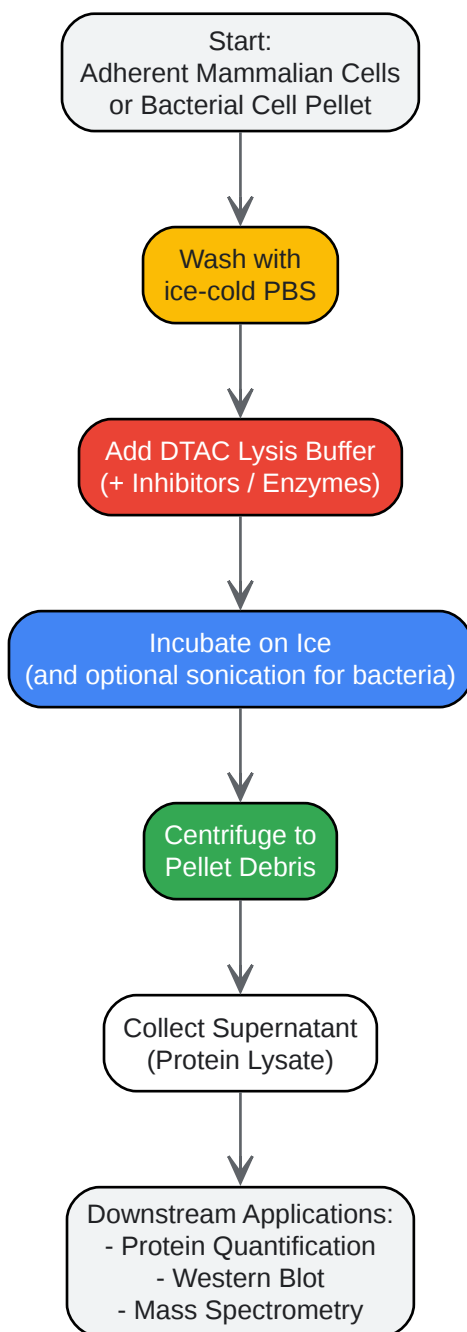 Start:
Adherent Mammalian Cells
or Bacterial Cell Pellet
Wash with
ice-cold PBS
Add DTAC Lysis Buffer
(+ Inhibitors / Enzymes)
Incubate on Ice
(and optional sonication for bacteria)
Centrifuge to
Pellet Debris
Collect Supernatant
(Protein Lysate)
Downstream Applications:
- Protein Quantification
- Western Blot
- Mass Spectrometry